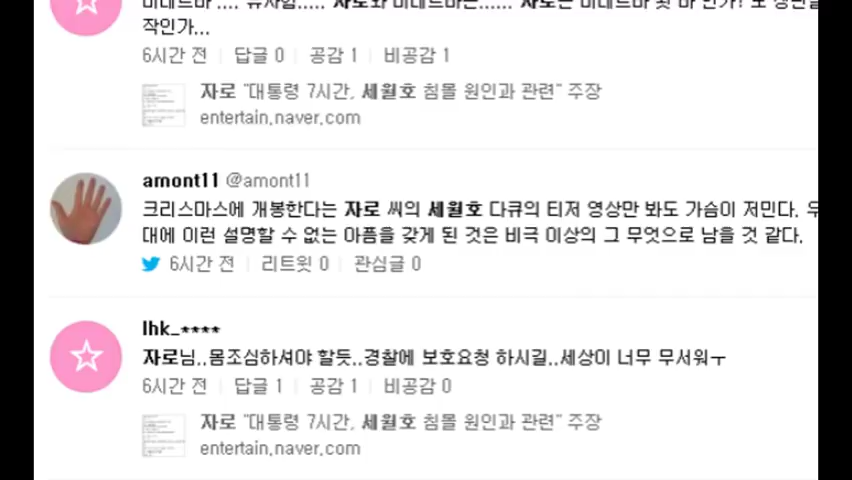 작인가...
6시간 전 답글 0 공감 1 비공감 1
자로 "대통령 7시간, 세월호 침몰 원인과 관련" 주장
entertain.naver.com
amont11 @amont11
크리스마스에 개봉한다는 자로 씨의 세월호 다큐의 티저 영상만 봐도 가슴이 저민다.
대에 이런 설명할 수 없는 아픔을 갖게 된 것은 비극 이상의 그 무엇으로 남을 것 같다.
6시간 전 리트윗 0 관심글 0
lhk_****
자로님..몸조심하셔야 할듯..경찰에 보호요청 하시길..세상이 너무 무서워ㅜ
6시간 전 답글 1 공감 1 비공감 0
자로 "대통령 7시간, 세월호 침몰 원인과 관련" 주장
entertain.naver.com